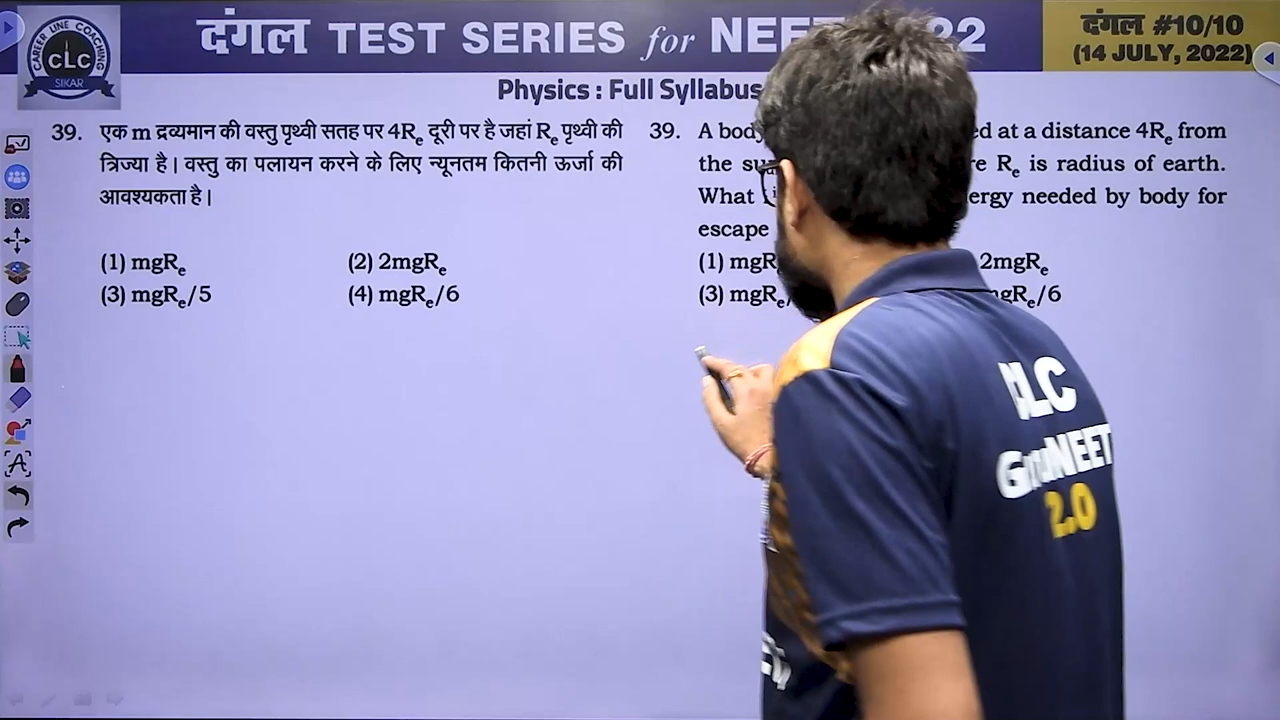 CAREER LINE COACHING
CLC
SIKAR
दंगल TEST SERIES for NEET 22
दंगल #10/10
(14 JULY, 2022)
Physics : Full Syllabus
39. एक m द्रव्यमान की वस्तु पृथ्वी सतह पर 4Rₑ दूरी पर है जहां Rₑ पृथ्वी की
त्रिज्या है। वस्तु का पलायन करने के लिए न्यूनतम कितनी ऊर्जा की
आवश्यकता है।
(1) mgRₑ (2) 2mgRₑ
(3) mgRₑ/5 (4) mgRₑ/6
39. A body at a distance 4Rₑ from
the Rₑ is radius of earth.
What needed by body for
escape
(1) mgR 2mgRₑ
(3) mgRₑ/ mgRₑ/6
CLC
NEET
2.0